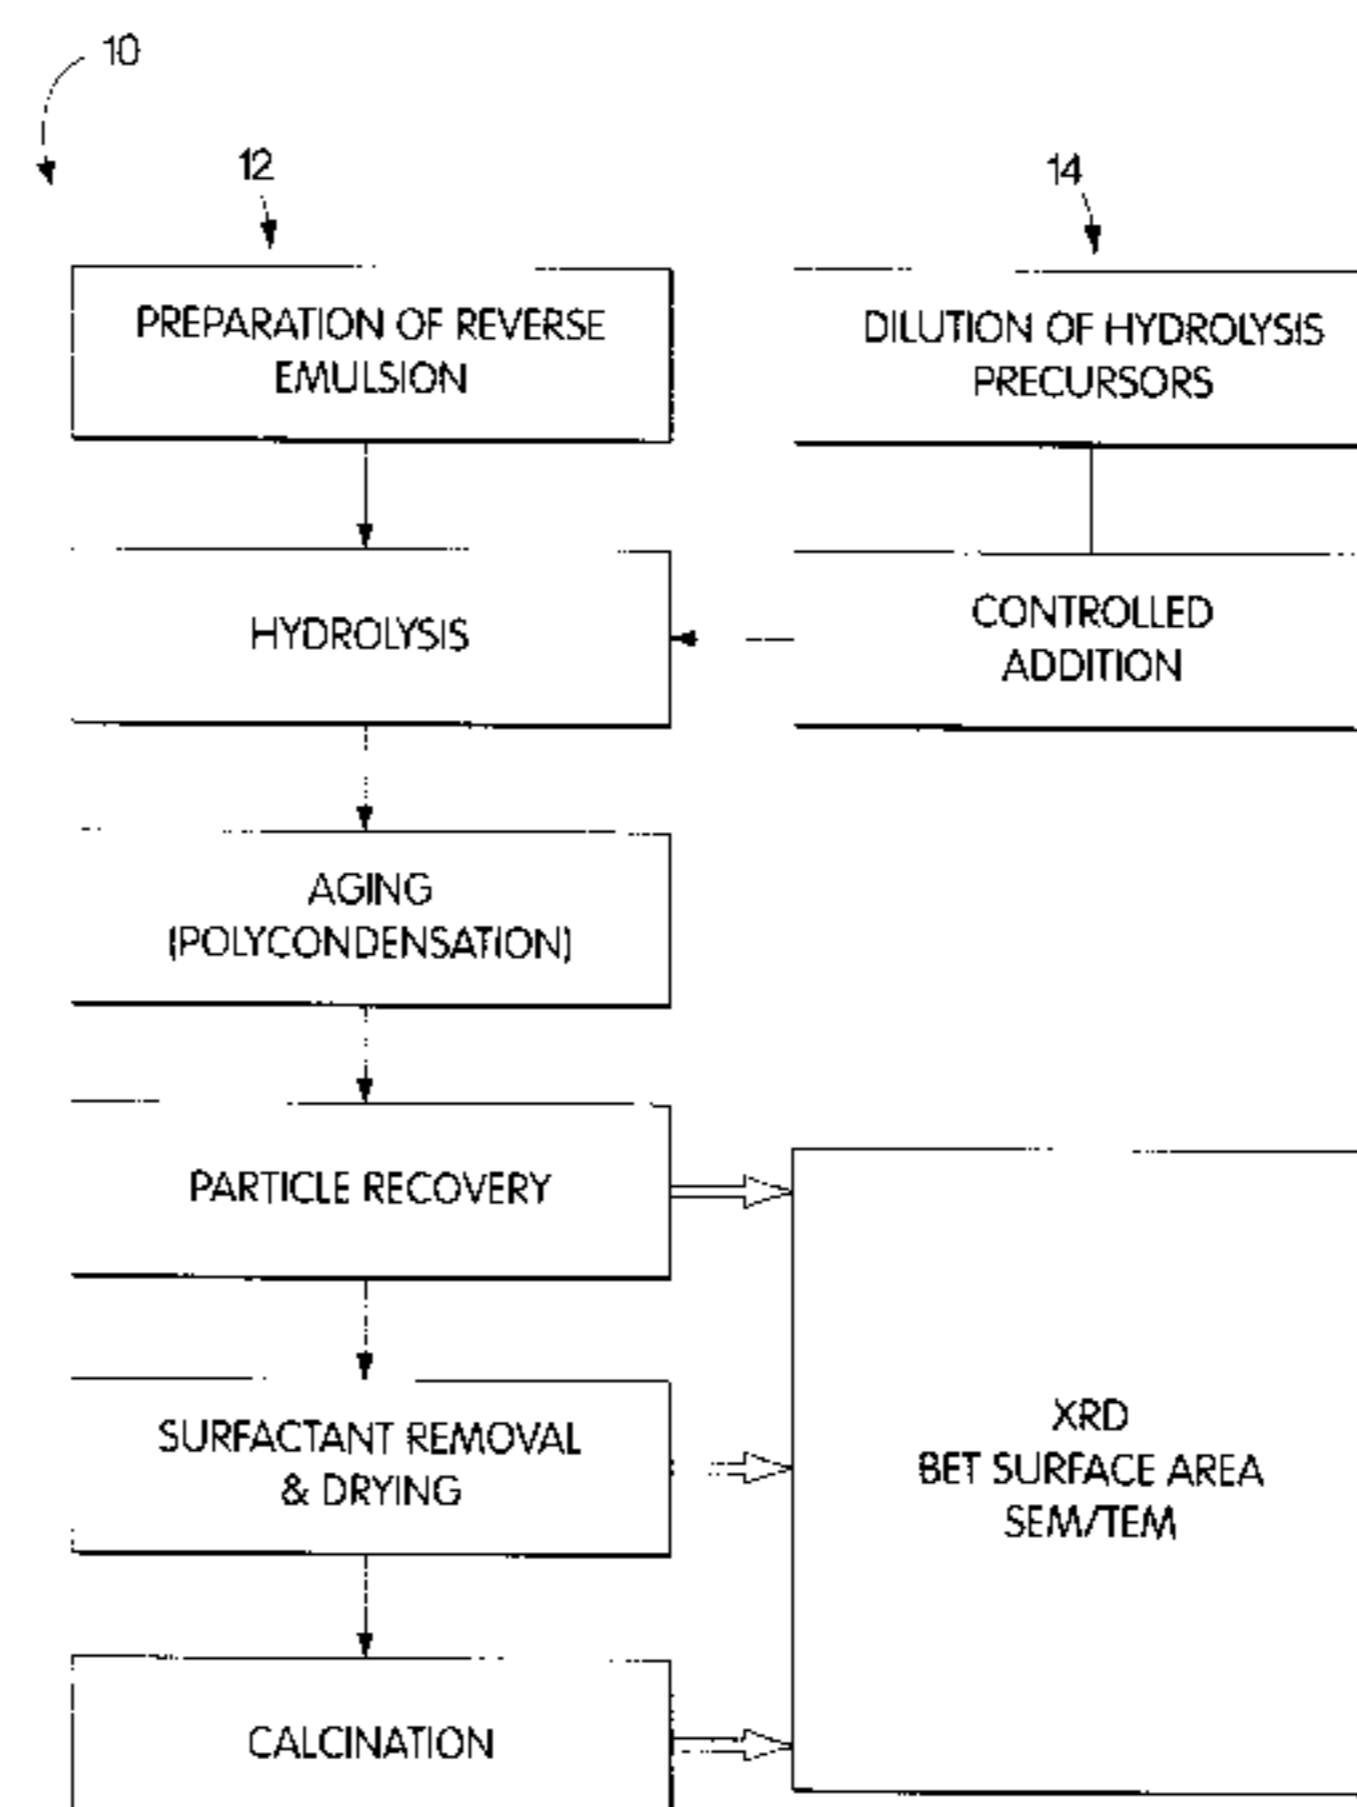 10
12
14
PREPARATION OF REVERSE
EMULSION
DILUTION OF HYDROLYSIS
PRECURSORS
HYDROLYSIS
CONTROLLED
ADDITION
AGING
(POLYCONDENSATION)
PARTICLE RECOVERY
SURFACTANT REMOVAL
& DRYING
XRD
BET SURFACE AREA
SEM/TEM
CALCINATION